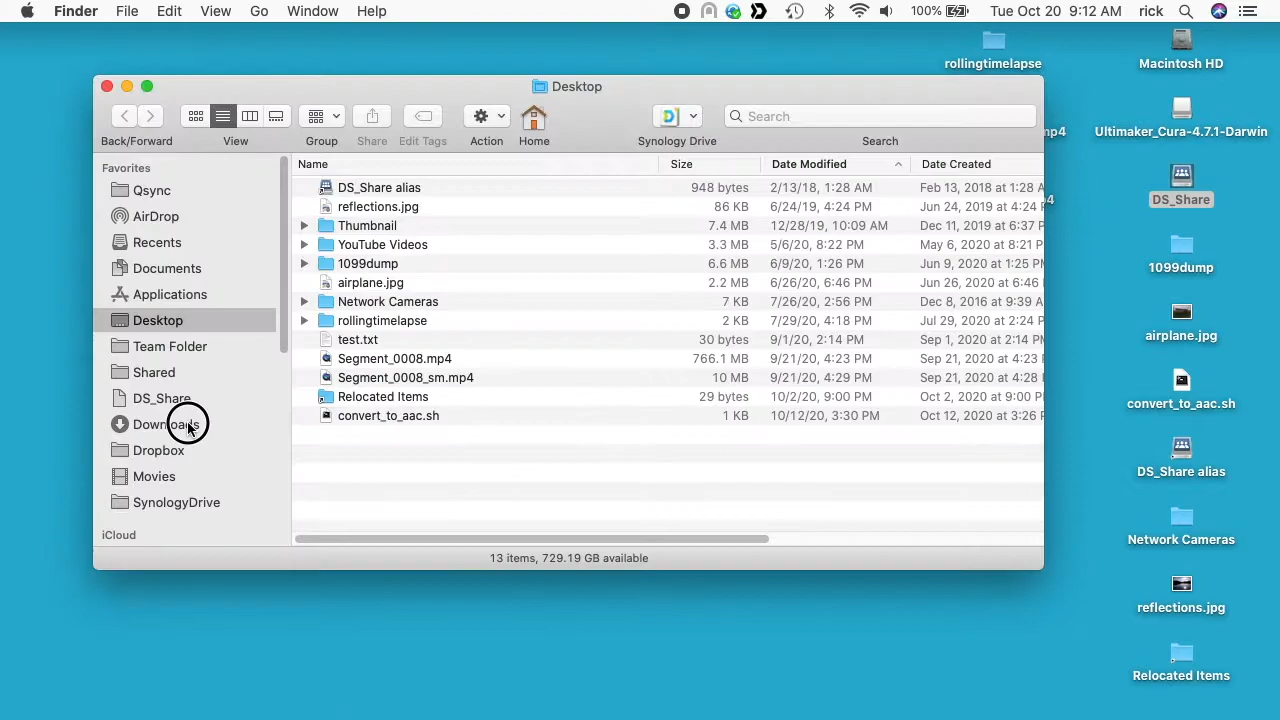 Finder File Edit View Go Window Help 100% Tue Oct 20 9:12 AM rick
Desktop
Back/Forward View Group Share Edit Tags Action Home Synology Drive Search Search
Favorites
Qsync
AirDrop
Recents
Documents
Applications
Desktop
Team Folder
Shared
DS_Share
Downloads
Dropbox
Movies
SynologyDrive
iCloud
Name Size Date Modified Date Created
DS_Share alias 948 bytes 2/13/18, 1:28 AM Feb 13, 2018 at 1:28 A
reflections.jpg 86 KB 6/24/19, 4:24 PM Jun 24, 2019 at 4:24
Thumbnail 7.4 MB 12/28/19, 10:09 AM Dec 11, 2019 at 6:37
YouTube Videos 3.3 MB 5/6/20, 8:22 PM May 6, 2020 at 8:21
1099dump 6.6 MB 6/9/20, 1:26 PM Jun 9, 2020 at 1:25
airplane.jpg 2.2 MB 6/26/20, 6:46 PM Jun 26, 2020 at 6:46
Network Cameras 7 KB 7/26/20, 2:56 PM Dec 8, 2016 at 9:39 A
rollingtimelapse 2 KB 7/29/20, 4:18 PM Jul 29, 2020 at 2:24
test.txt 30 bytes 9/1/20, 2:14 PM Sep 1, 2020 at 2:14
Segment_0008.mp4 766.1 MB 9/21/20, 4:23 PM Sep 21, 2020 at 4:23
Segment_0008_sm.mp4 10 MB 9/21/20, 4:29 PM Sep 21, 2020 at 4:28
Relocated Items 29 bytes 10/2/20, 9:00 PM Oct 2, 2020 at 9:00
convert_to_aac.sh 1 KB 10/12/20, 3:30 PM Oct 12, 2020 at 3:26
13 items, 729.19 GB available
rollingtimelapse
mp4
Macintosh HD
Ultimaker_Cura-4.7.1-Darwin
DS_Share
1099dump
airplane.jpg
convert_to_aac.sh
DS_Share alias
Network Cameras
reflections.jpg
Relocated Items